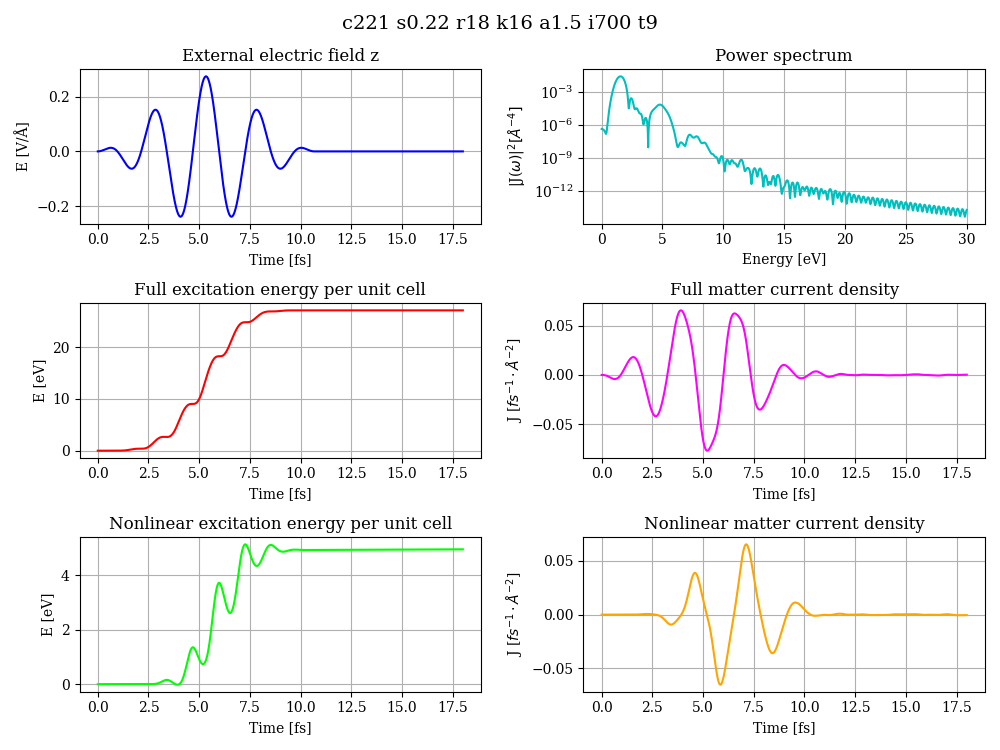 c221 s0.22 r18 k16 a1.5 i700 t9
External electric field z
E [V/Å]
0.2
0.0
−0.2
0.0 2.5 5.0 7.5 10.0 12.5 15.0 17.5
Time [fs]
Power spectrum
|J(ω)|² [Å⁻⁴]
10⁻³
10⁻⁶
10⁻⁹
10⁻¹²
0 5 10 15 20 25 30
Energy [eV]
Full excitation energy per unit cell
E [eV]
20
10
0
0.0 2.5 5.0 7.5 10.0 12.5 15.0 17.5
Time [fs]
Full matter current density
J [fs⁻¹ · Å⁻²]
0.05
0.00
−0.05
0.0 2.5 5.0 7.5 10.0 12.5 15.0 17.5
Time [fs]
Nonlinear excitation energy per unit cell
E [eV]
4
2
0
0.0 2.5 5.0 7.5 10.0 12.5 15.0 17.5
Time [fs]
Nonlinear matter current density
J [fs⁻¹ · Å⁻²]
0.05
0.00
−0.05
0.0 2.5 5.0 7.5 10.0 12.5 15.0 17.5
Time [fs]